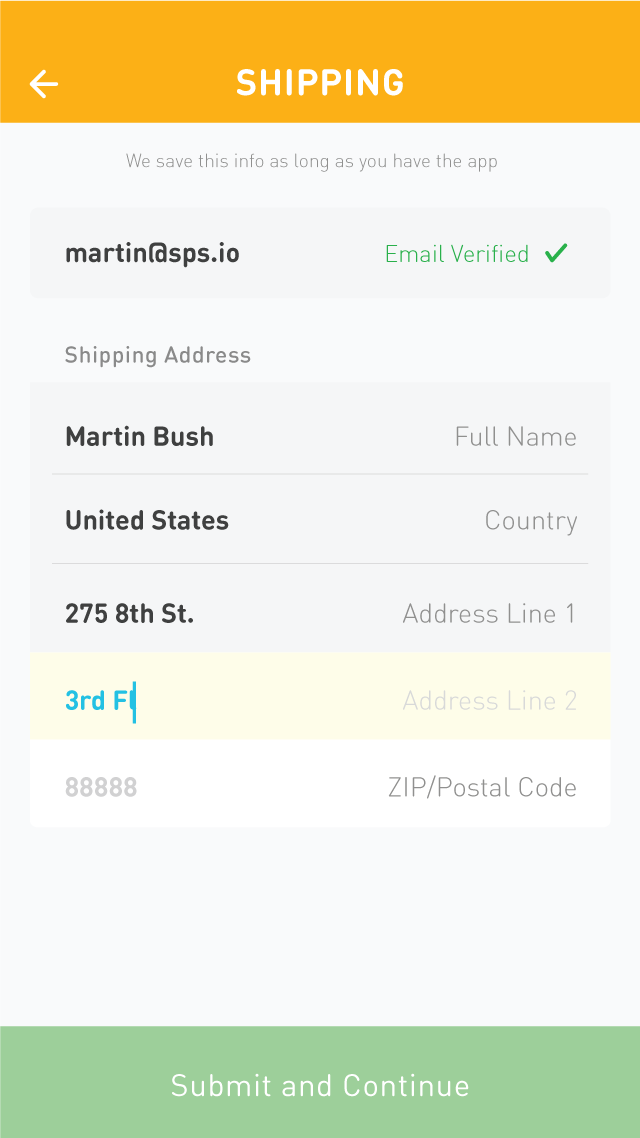 SHIPPING
We save this info as long as you have the app
martin@sps.io Email Verified
Shipping Address
Martin Bush Full Name
United States Country
275 8th St. Address Line 1
3rd Fl Address Line 2
88888 ZIP/Postal Code
Submit and Continue